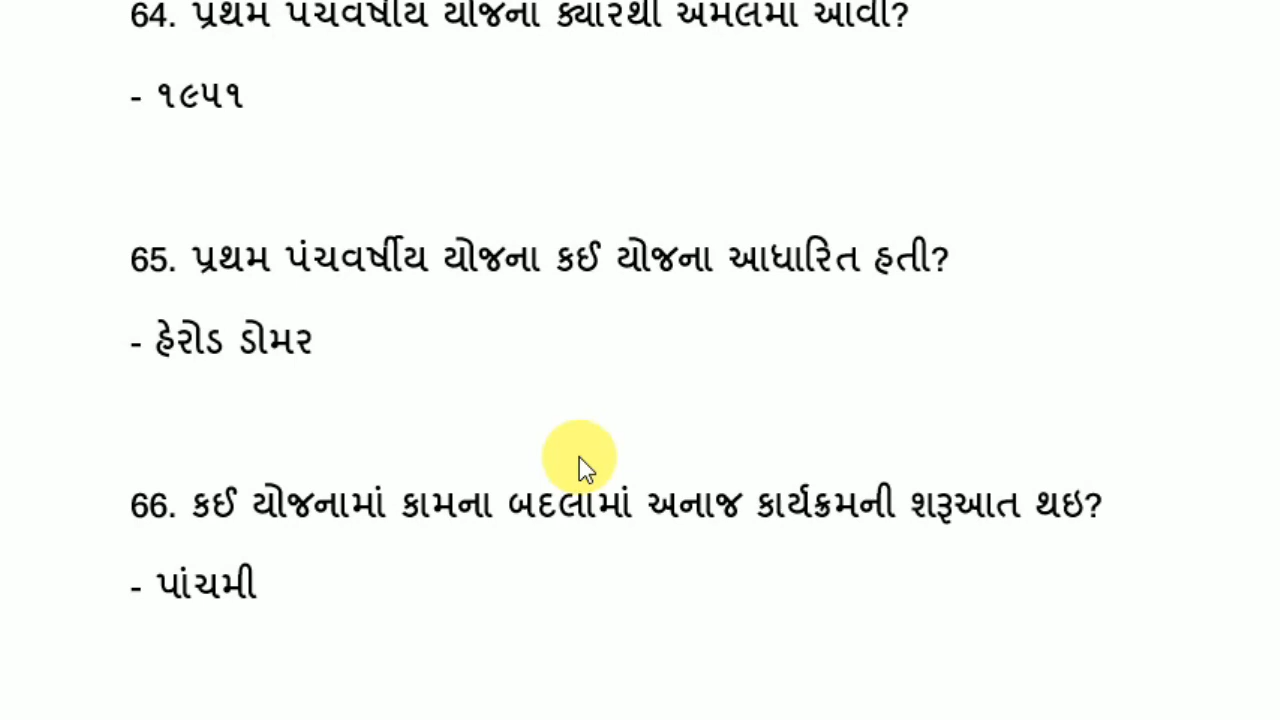 64. પ્રથમ પંચવર્ષીય યોજના ક્યારથી અમલમાં આવી?
- ૧૯૫૧
65. પ્રથમ પંચવર્ષીય યોજના કઈ યોજના આધારિત હતી?
- હેરોડ ડોમર
66. કઈ યોજનામાં કામના બદલામાં અનાજ કાર્યક્રમની શરૂઆત થઇ?
- પાંચમી